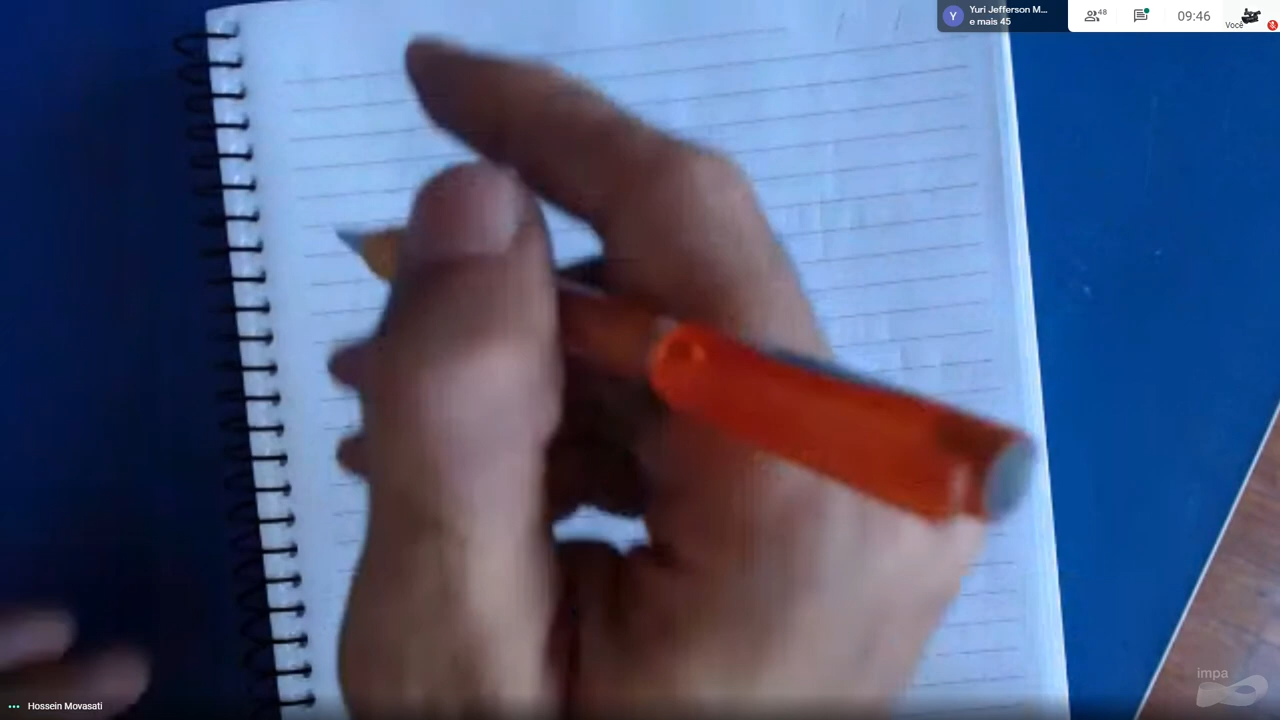 Y
Yuri Jefferson M...
e mais 45
48
09:46
Você
impa
Hossein Movasati